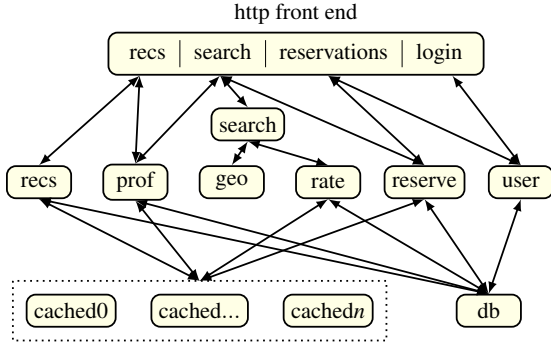 http front end
recs search reservations login
search
recs prof geo rate reserve user
cached0 cached... cachedn db